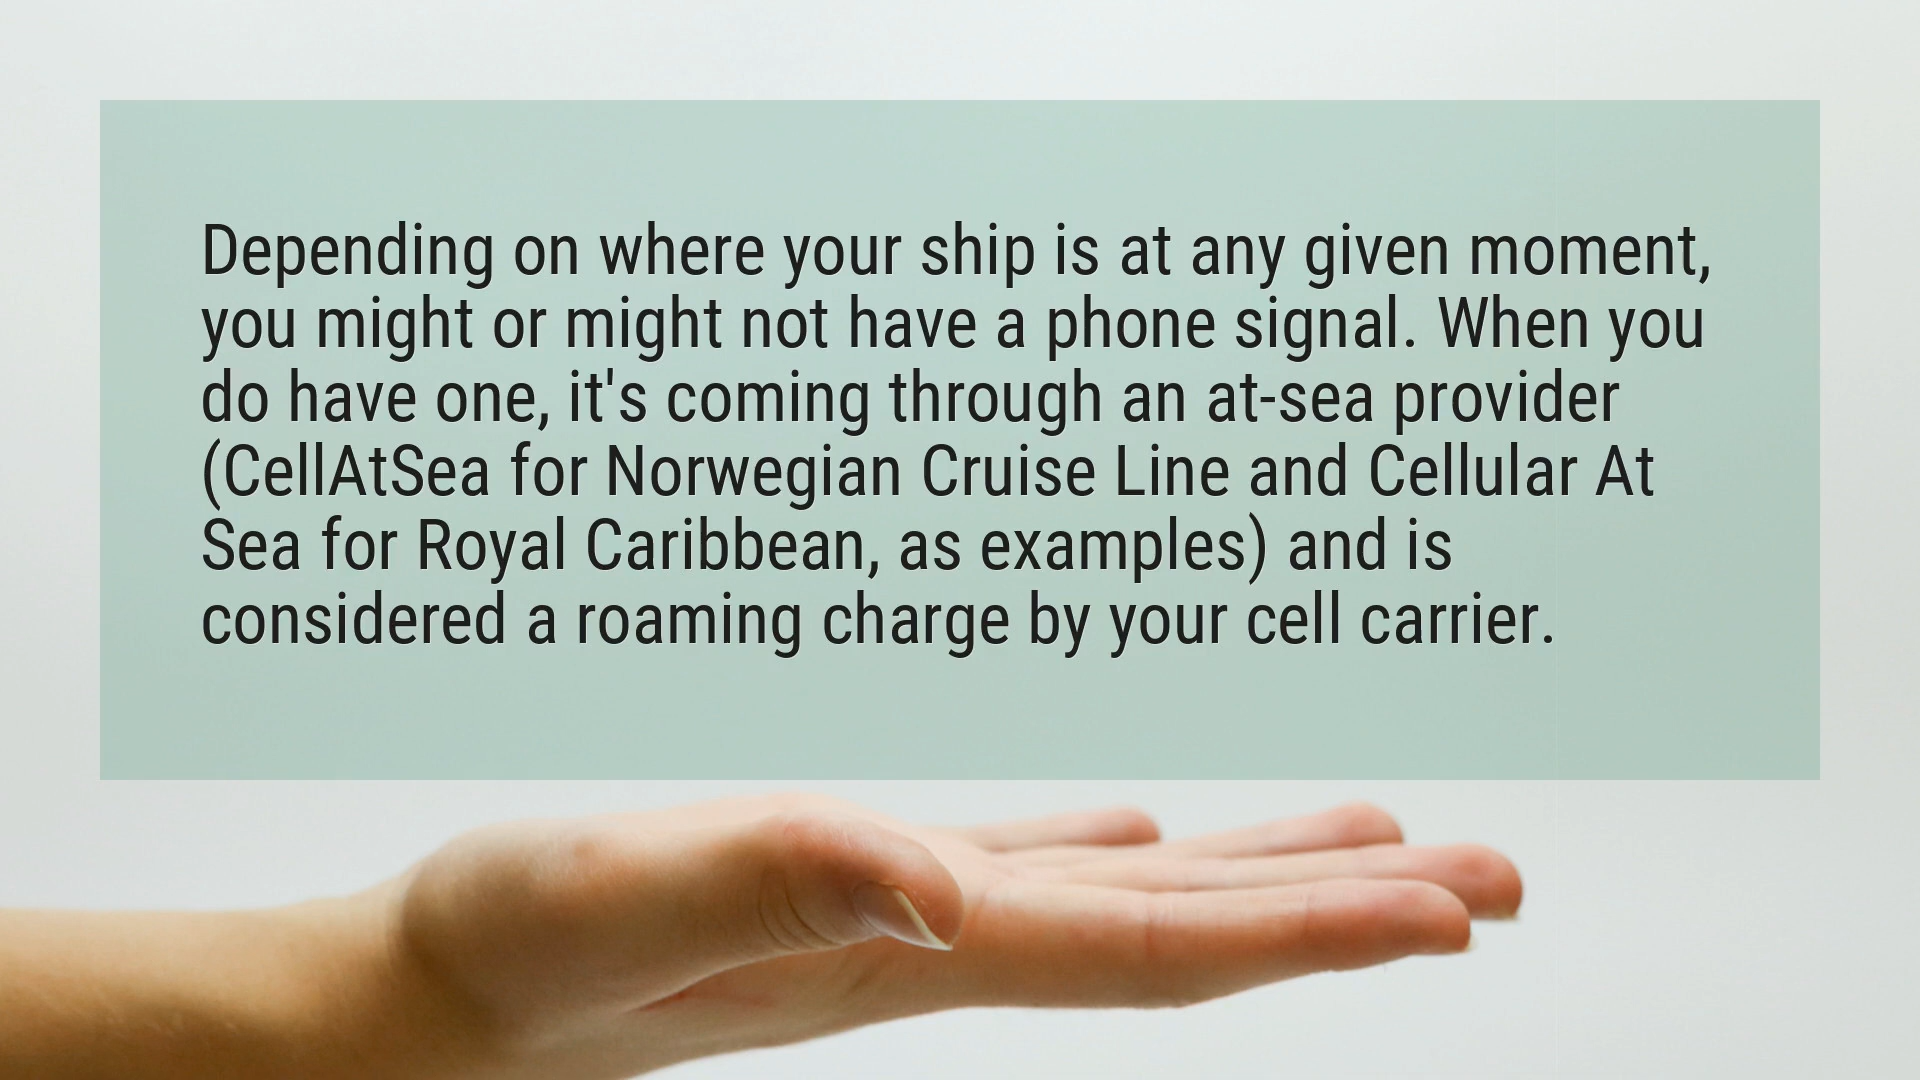 Depending on where your ship is at any given moment,
you might or might not have a phone signal. When you
do have one, it's coming through an at-sea provider
(CellAtSea for Norwegian Cruise Line and Cellular At
Sea for Royal Caribbean, as examples) and is
considered a roaming charge by your cell carrier.